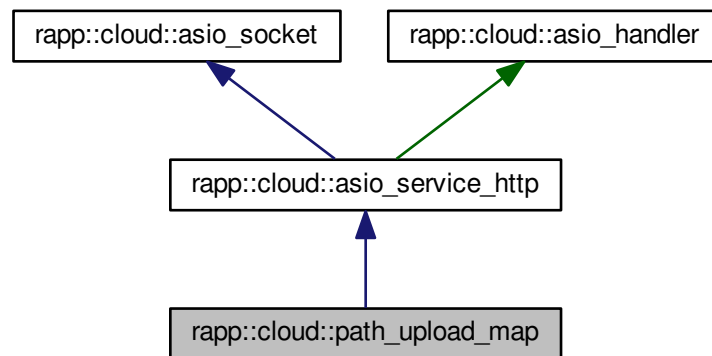 rapp::cloud::asio_socket
rapp::cloud::asio_handler
rapp::cloud::asio_service_http
rapp::cloud::path_upload_map